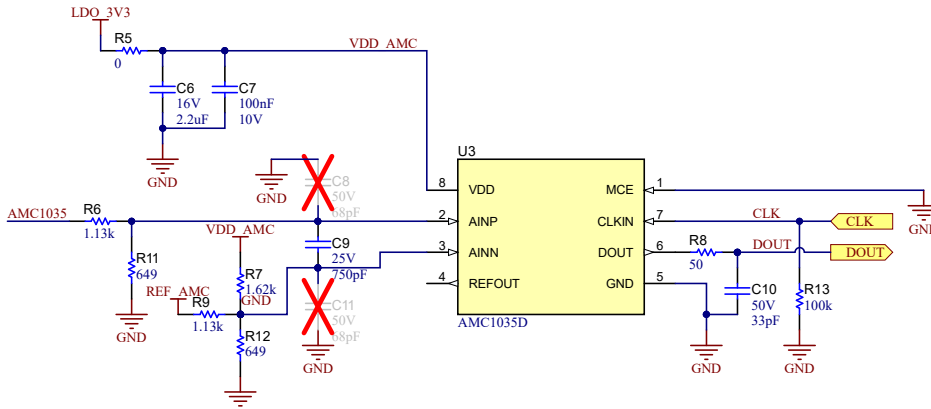 LDO_3V3
R5
0
VDD_AMC
C6
16V
2.2uF
C7
100nF
10V
GND
U3
GND
C8
50V
68pF
8 VDD
MCE 1
AMC1035
R6
1.13k
2 AINP
CLKIN 7
CLK
CLK
GND
VDD_AMC
C9
25V
750pF
3 AINN
DOUT 6
R8
50
DOUT
DOUT
R11
649
GND
R7
1.62k
GND
REF_AMC
R9
1.13k
4 REFOUT
GND 5
C11
50V
68pF
C10
50V
33pF
R13
100k
R12
649
AMC1035D
GND
GND
GND